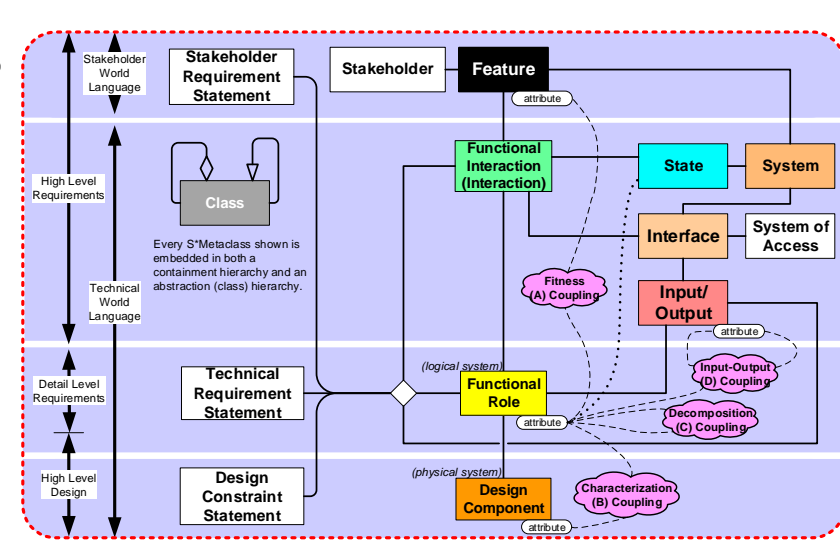 Stakeholder
World
Language
Stakeholder
Requirement
Statement
Stakeholder
Feature
attribute
High Level
Requirements
Technical
World
Language
Class
Every S*Metaclass shown is
embedded in both a
containment hierarchy and an
abstraction (class) hierarchy.
Functional
Interaction
(Interaction)
State
System
Interface
System of
Access
Fitness
(A) Coupling
Input/
Output
attribute
Detail Level
Requirements
Technical
Requirement
Statement
(logical system)
Functional
Role
attribute
Input-Output
(D) Coupling
Decomposition
(C) Coupling
High Level
Design
Design
Constraint
Statement
(physical system)
Design
Component
attribute
Characterization
(B) Coupling